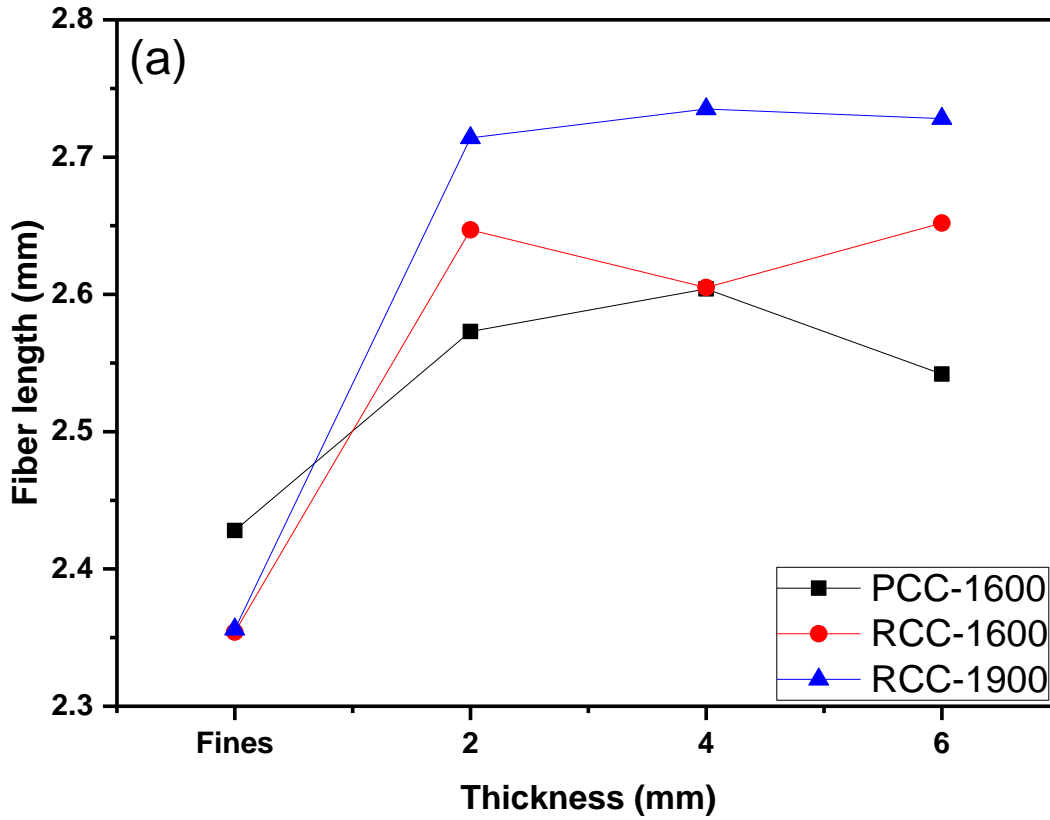 (a)
2.8
2.7
2.6
2.5
2.4
2.3
Fiber length (mm)
Fines 2 4 6
Thickness (mm)
PCC-1600
RCC-1600
RCC-1900